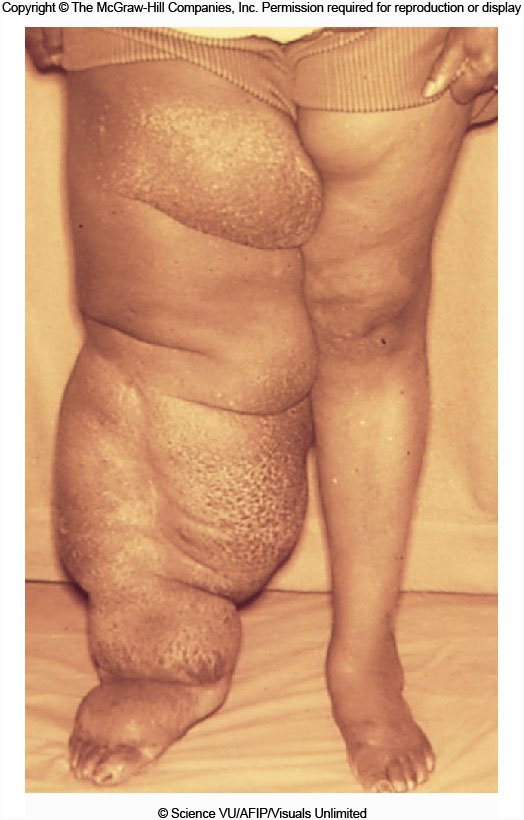 Copyright © The McGraw-Hill Companies, Inc. Permission required for reproduction or display
© Science VU/AFIP/Visuals Unlimited